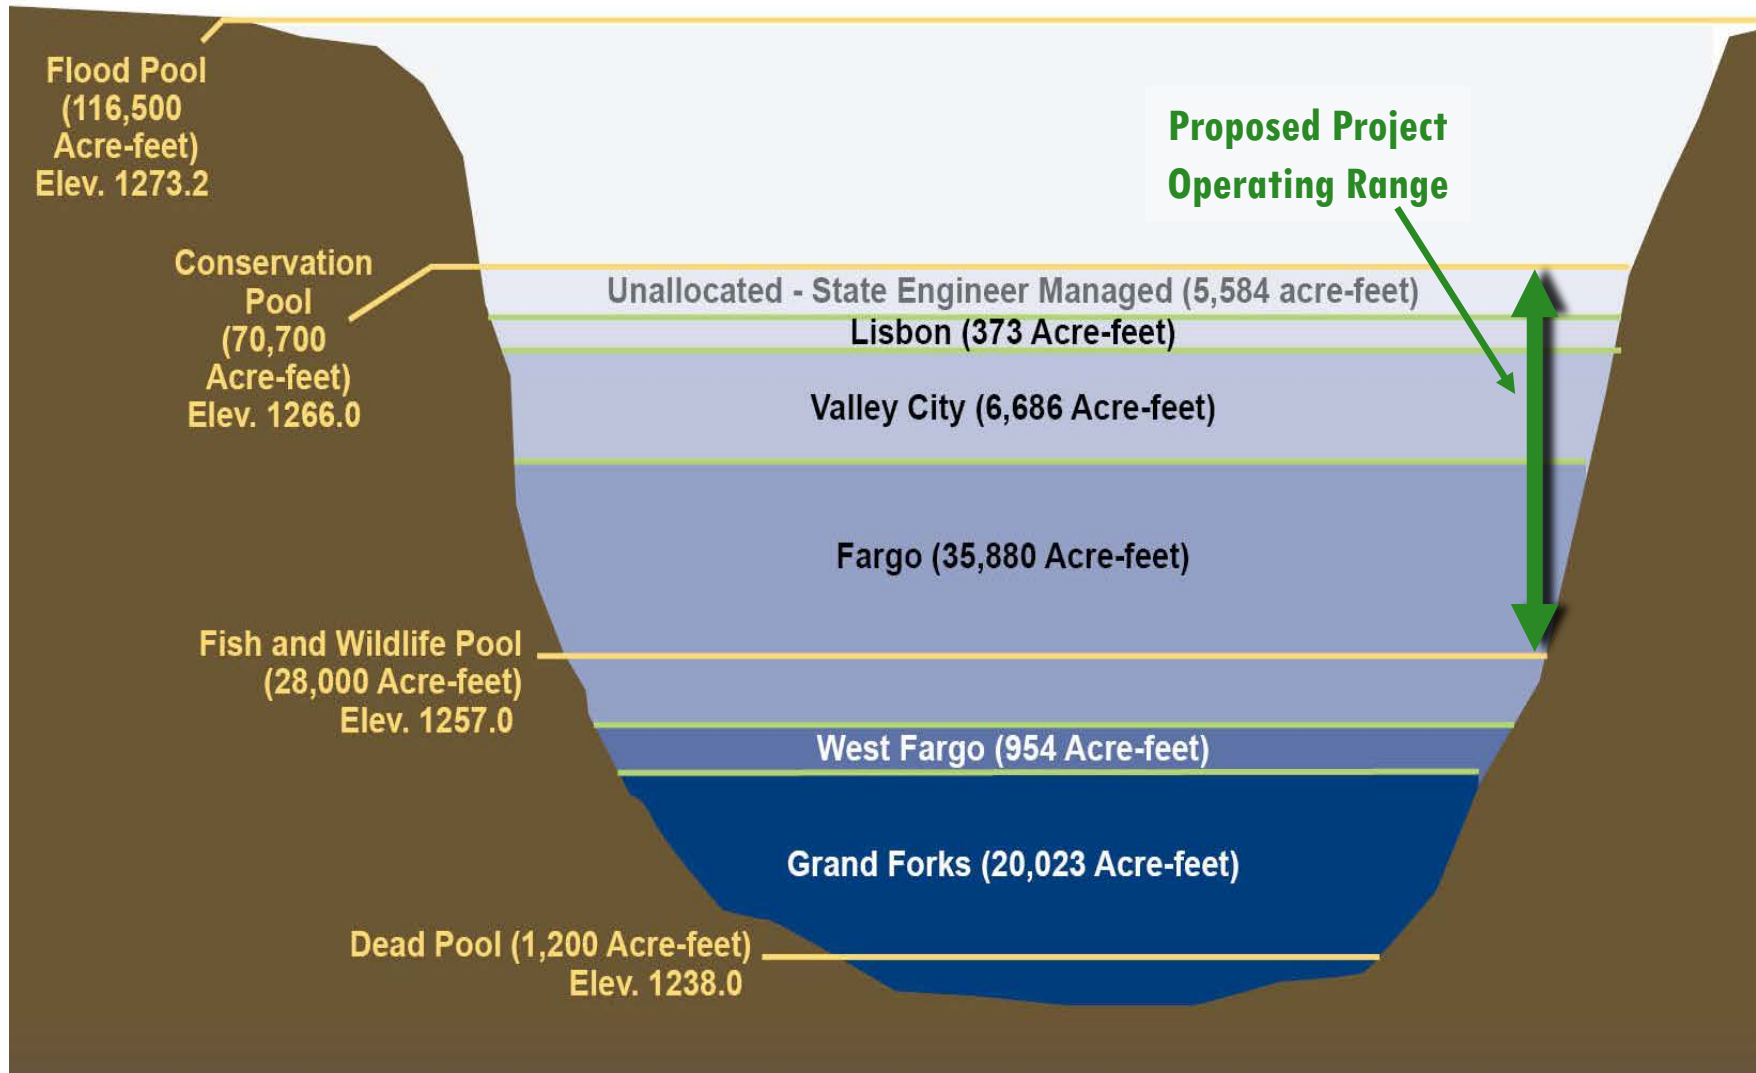 Flood Pool
(116,500
Acre-feet)
Elev. 1273.2
Proposed Project
Operating Range
Conservation
Pool
(70,700
Acre-feet)
Elev. 1266.0
Unallocated - State Engineer Managed (5,584 acre-feet)
Lisbon (373 Acre-feet)
Valley City (6,686 Acre-feet)
Fargo (35,880 Acre-feet)
Fish and Wildlife Pool
(28,000 Acre-feet)
Elev. 1257.0
West Fargo (954 Acre-feet)
Grand Forks (20,023 Acre-feet)
Dead Pool (1,200 Acre-feet)
Elev. 1238.0